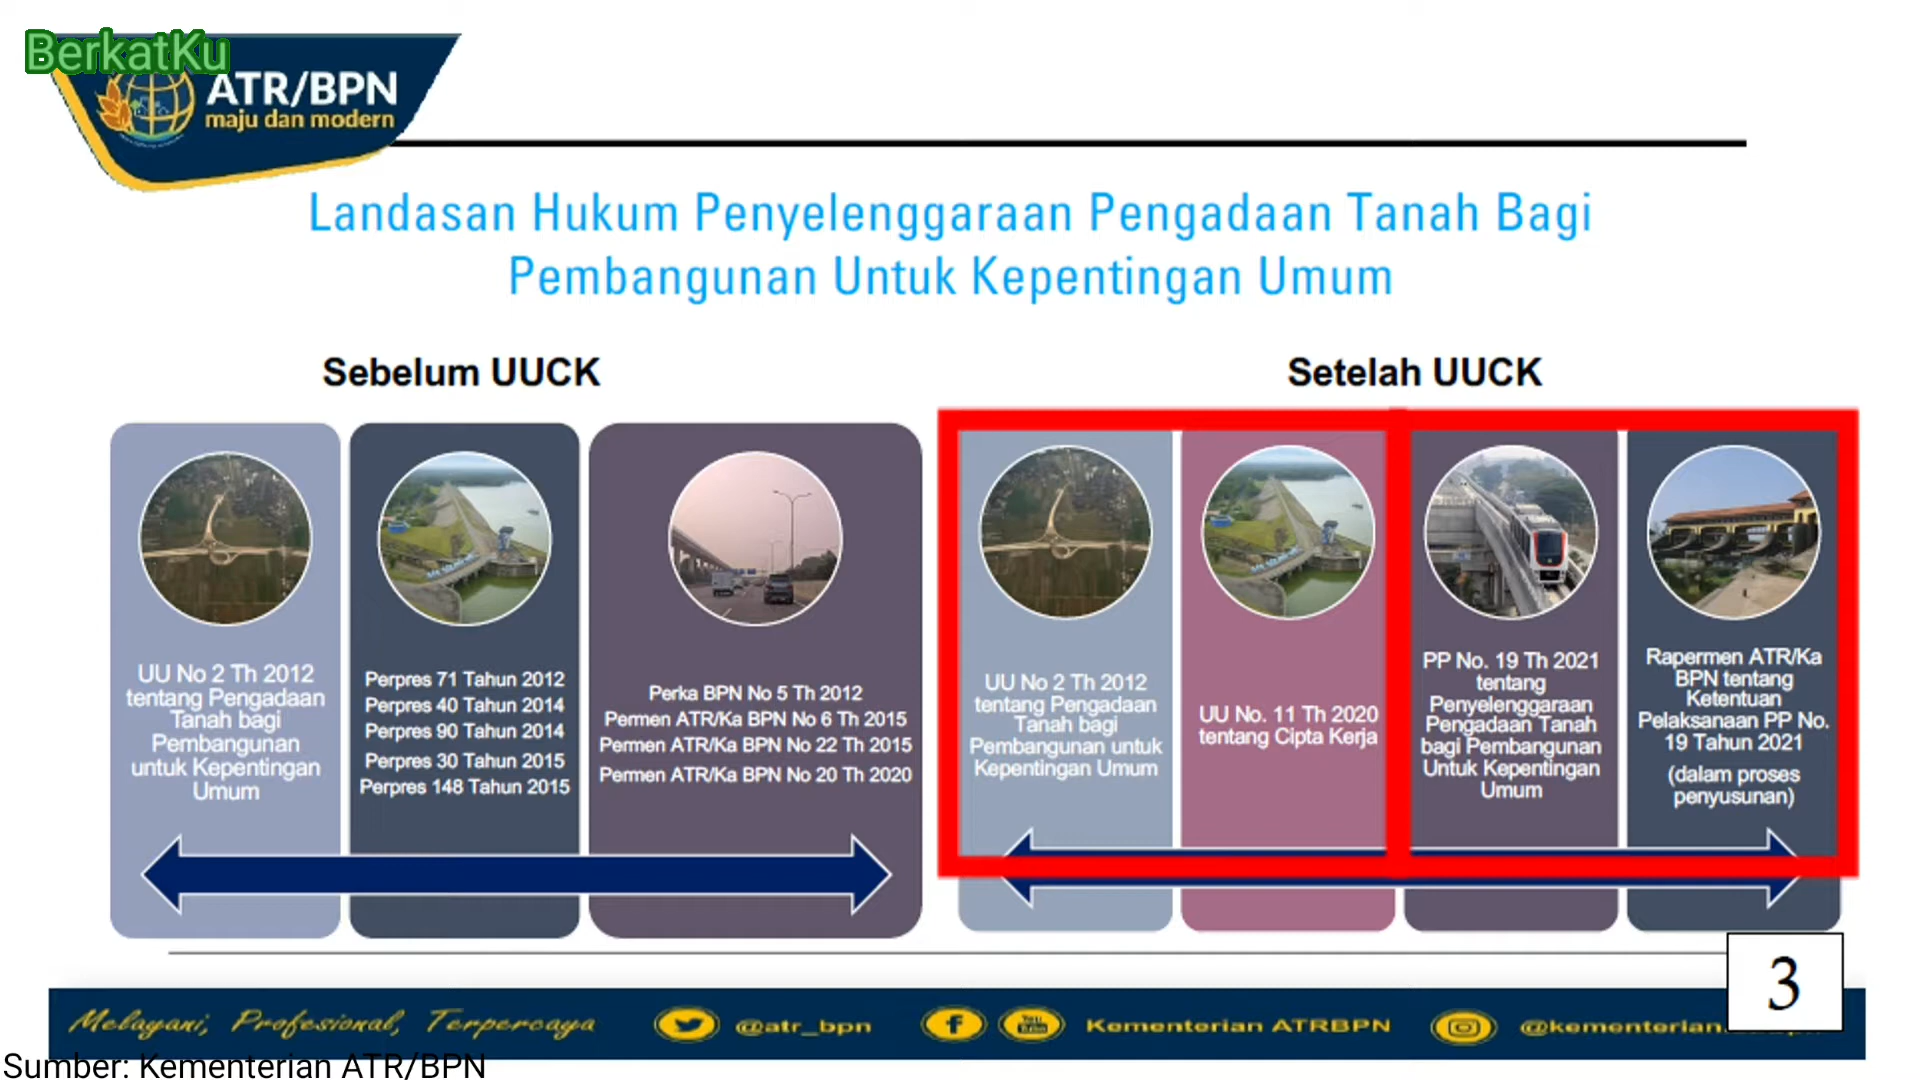 BerkatKu
ATR/BPN
maju dan modern
Landasan Hukum Penyelenggaraan Pengadaan Tanah Bagi
Pembangunan Untuk Kepentingan Umum
Sebelum UUCK
UU No 2 Th 2012
tentang Pengadaan
Tanah bagi
Pembangunan
untuk Kepentingan
Umum
Perpres 71 Tahun 2012
Perpres 40 Tahun 2014
Perpres 90 Tahun 2014
Perpres 30 Tahun 2015
Perpres 148 Tahun 2015
Perka BPN No 5 Th 2012
Permen ATR/Ka BPN No 6 Th 2015
Permen ATR/Ka BPN No 22 Th 2015
Permen ATR/Ka BPN No 20 Th 2020
Setelah UUCK
UU No 2 Th 2012
tentang Pengadaan
Tanah bagi
Pembangunan untuk
Kepentingan Umum
UU No. 11 Th 2020
tentang Cipta Kerja
PP No. 19 Th 2021
tentang
Penyelenggaraan
Pengadaan Tanah
bagi Pembangunan
Untuk Kepentingan
Umum
Rapermen ATR/Ka
BPN tentang
Ketentuan
Pelaksanaan PP No.
19 Tahun 2021
(dalam proses
penyusunan)
3
Melayani, Profesional, Terpercaya
@atr_bpn
You
Tube
Kementerian ATRBPN
@kementerian.
Sumber: Kementerian ATR/BPN